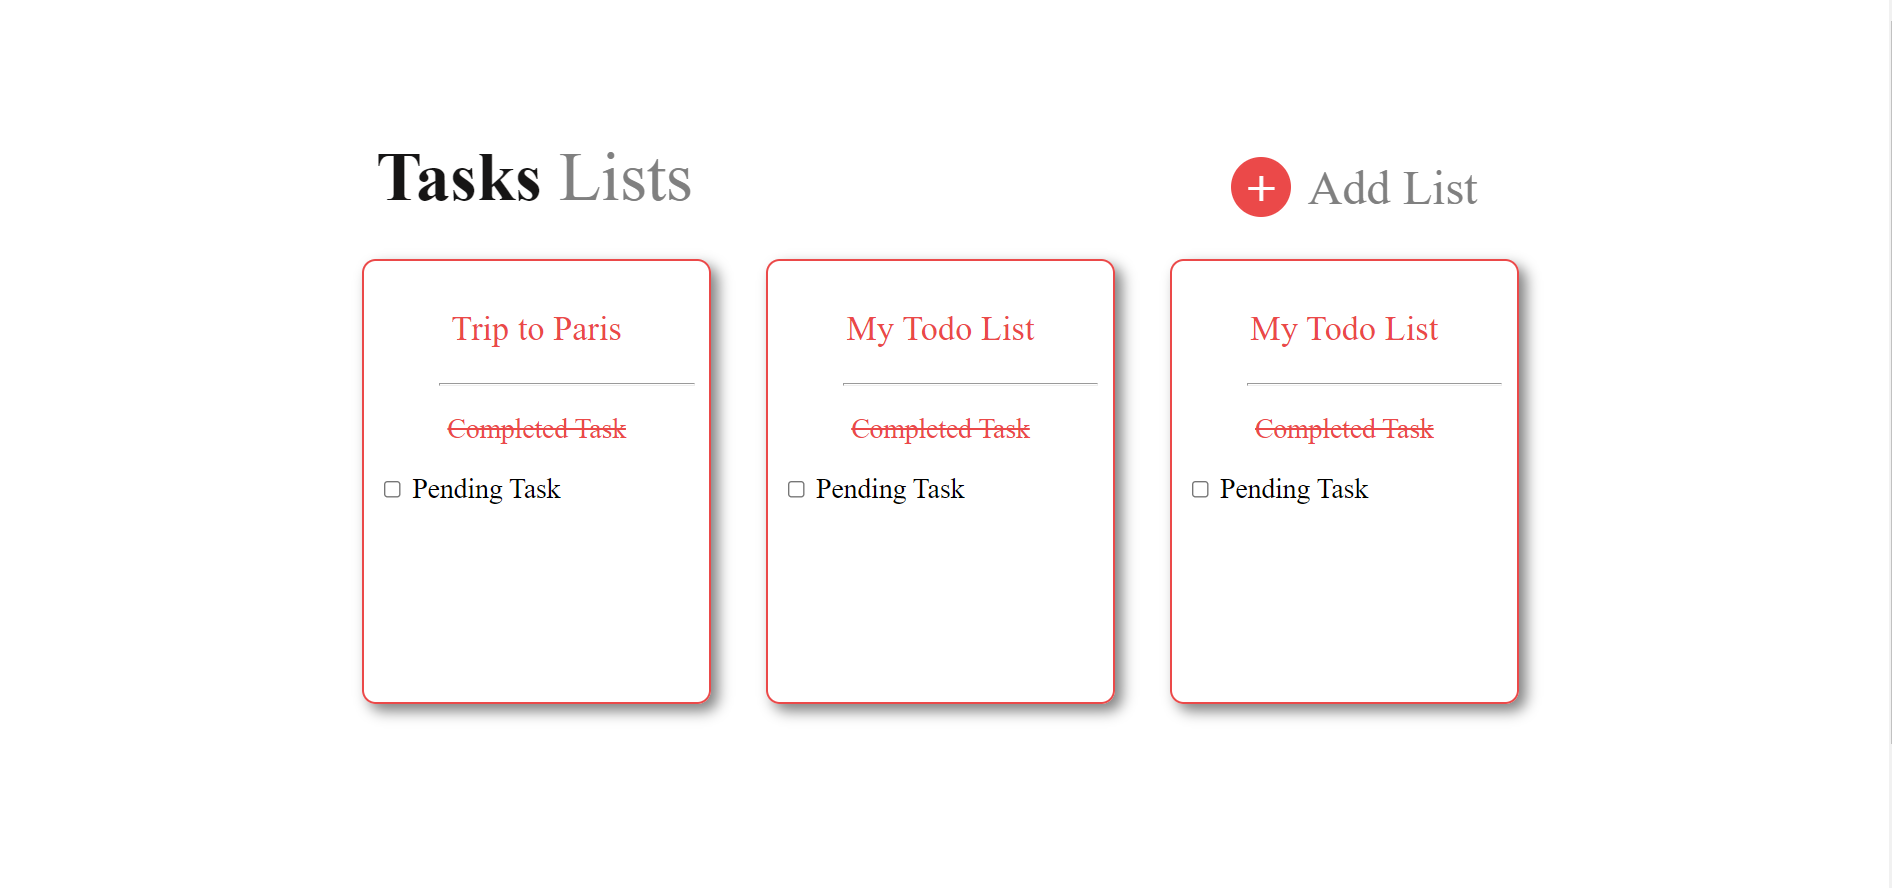 Tasks Lists
+ Add List
Trip to Paris
Completed Task
Pending Task
My Todo List
Completed Task
Pending Task
My Todo List
Completed Task
Pending Task